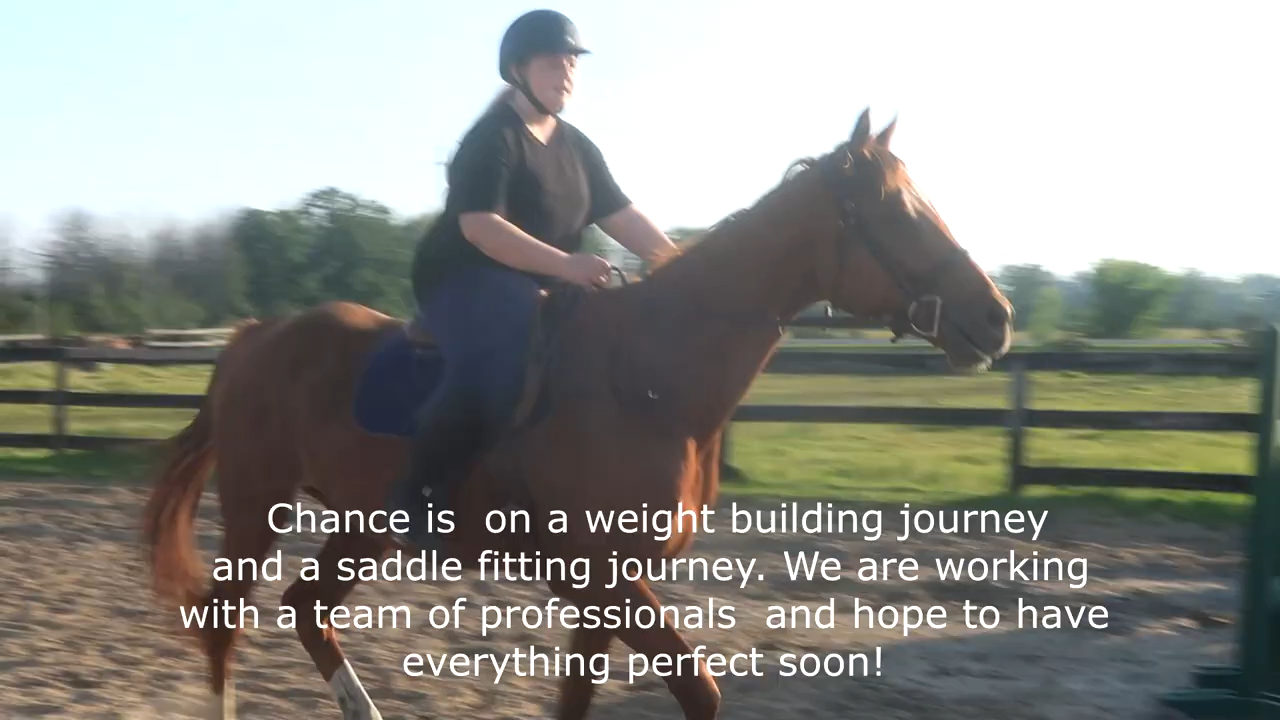 Chance is  on a weight building journey
and a saddle fitting journey. We are working
with a team of professionals  and hope to have
everything perfect soon!